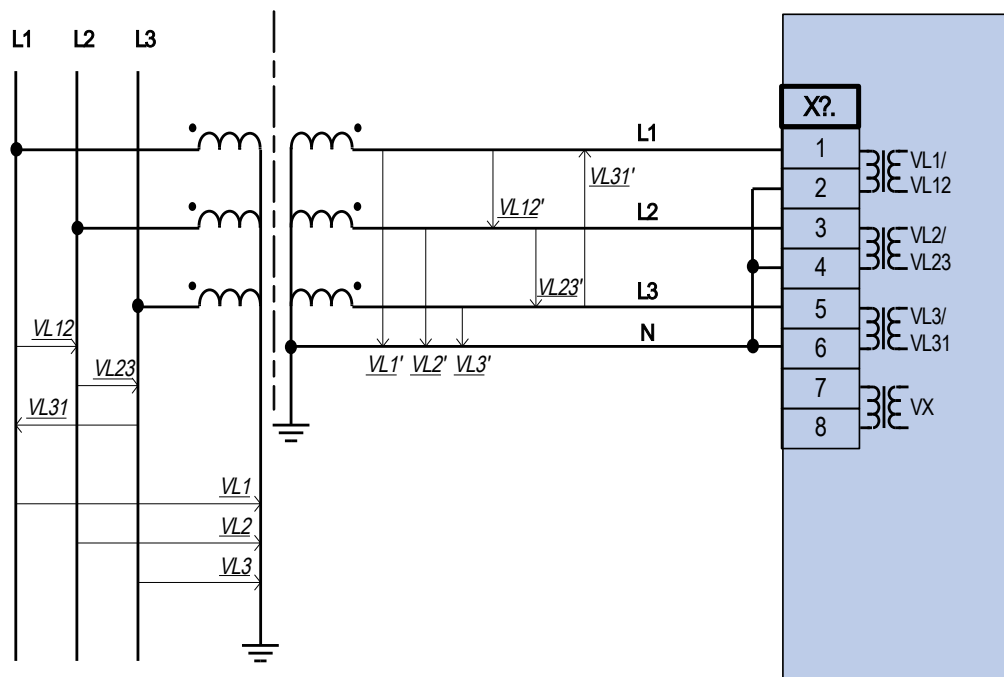 L1 L2 L3
X?.
L1
1
VL1/
VL31'
2
VL12
VL12'
L2
3
VL2/
4
VL23
VL23'
L3
5
VL3/
VL12
N
6
VL31
VL1' VL2' VL3'
VL23
7
VX
VL31
8
VL1
VL2
VL3